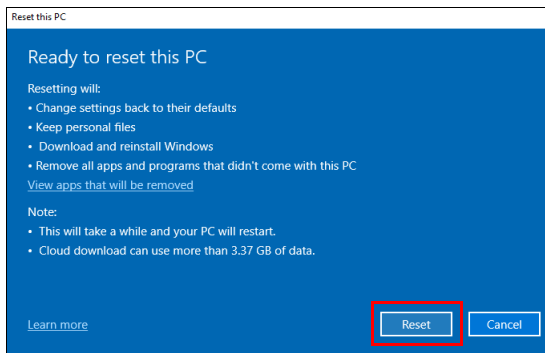 Reset this PC
Ready to reset this PC
Resetting will:
• Change settings back to their defaults
• Keep personal files
• Download and reinstall Windows
• Remove all apps and programs that didn't come with this PC
View apps that will be removed
Note:
• This will take a while and your PC will restart.
• Cloud download can use more than 3.37 GB of data.
Learn more
Reset
Cancel